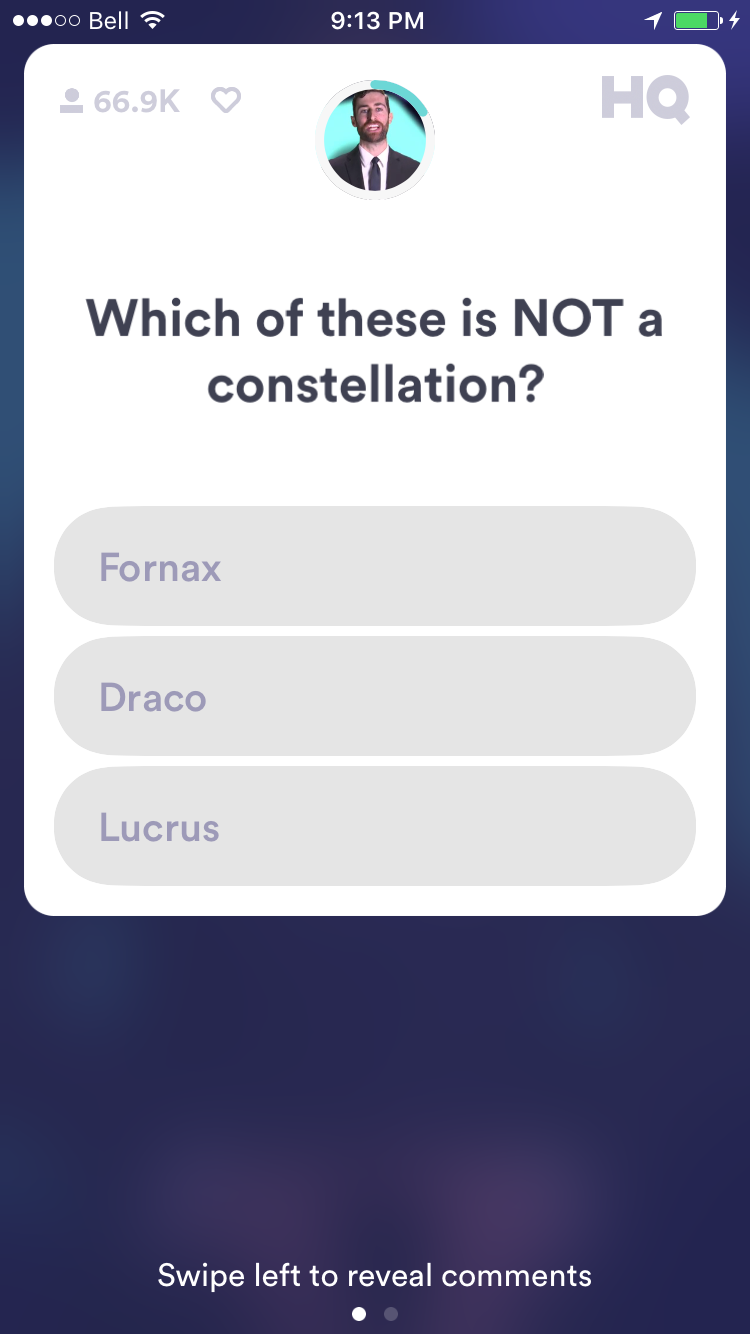 Bell 9:13 PM
66.9K HQ
Which of these is NOT a
constellation?
Fornax
Draco
Lucrus
Swipe left to reveal comments